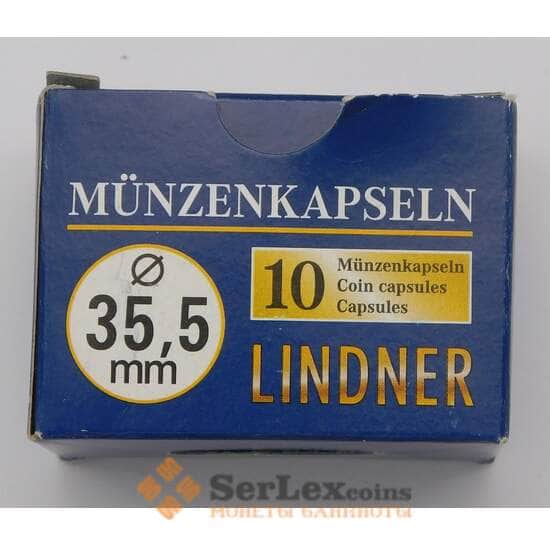 MÜNZENKAPSELN
Ø
35,5
mm
10
Münzenkapseln
Coin capsules
Capsules
LINDNER
SerLexcoins
МОНЕТЫ БАНКНОТЫ